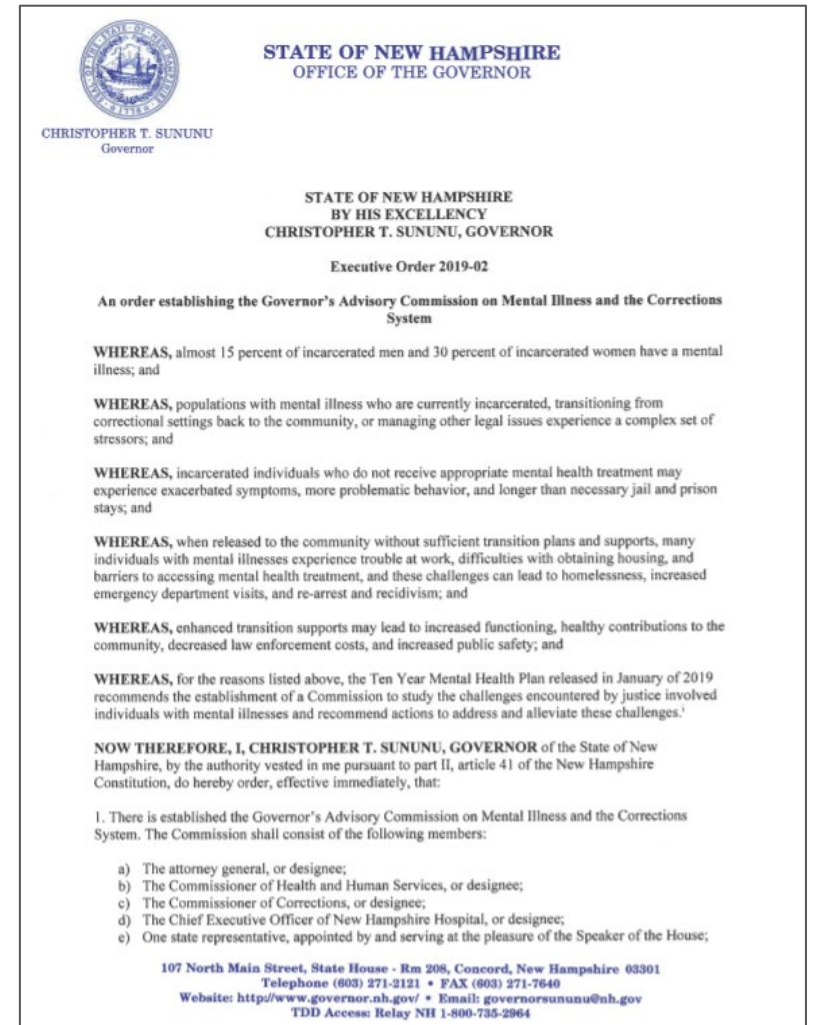 STATE OF NEW HAMPSHIRE
OFFICE OF THE GOVERNOR
CHRISTOPHER T. SUNUNU
Governor
STATE OF NEW HAMPSHIRE
BY HIS EXCELLENCY
CHRISTOPHER T. SUNUNU, GOVERNOR
Executive Order 2019-02
An order establishing the Governor's Advisory Commission on Mental Illness and the Corrections
System
WHEREAS, almost 15 percent of incarcerated men and 30 percent of incarcerated women have a mental
illness; and
WHEREAS, populations with mental illness who are currently incarcerated, transitioning from
correctional settings back to the community, or managing other legal issues experience a complex set of
stressors; and
WHEREAS, incarcerated individuals who do not receive appropriate mental health treatment may
experience exacerbated symptoms, more problematic behavior, and longer than necessary jail and prison
stays; and
WHEREAS, when released to the community without sufficient transition plans and supports, many
individuals with mental illnesses experience trouble at work, difficulties with obtaining housing, and
barriers to accessing mental health treatment, and these challenges can lead to homelessness, increased
emergency department visits, and re-arrest and recidivism; and
WHEREAS, enhanced transition supports may lead to increased functioning, healthy contributions to the
community, decreased law enforcement costs, and increased public safety; and
WHEREAS, for the reasons listed above, the Ten Year Mental Health Plan released in January of 2019
recommends the establishment of a Commission to study the challenges encountered by justice involved
individuals with mental illnesses and recommend actions to address and alleviate these challenges.
NOW THEREFORE, I, CHRISTOPHER T. SUNUNU, GOVERNOR of the State of New
Hampshire, by the authority vested in me pursuant to part II, article 41 of the New Hampshire
Constitution, do hereby order, effective immediately, that:
1. There is established the Governor's Advisory Commission on Mental Illness and the Corrections
System. The Commission shall consist of the following members:
a) The attorney general, or designee;
b) The Commissioner of Health and Human Services, or designee;
c) The Commissioner of Corrections, or designee;
d) The Chief Executive Officer of New Hampshire Hospital, or designee;
e) One state representative, appointed by and serving at the pleasure of the Speaker of the House;
107 North Main Street, State House - Rm 208, Concord, New Hampshire 03301
Telephone (603) 271-2121 • FAX (603) 271-7640
Website: http://www.governor.nh.gov/ • Email: governorsununu@nh.gov
TDD Access: Relay NH 1-800-735-2964